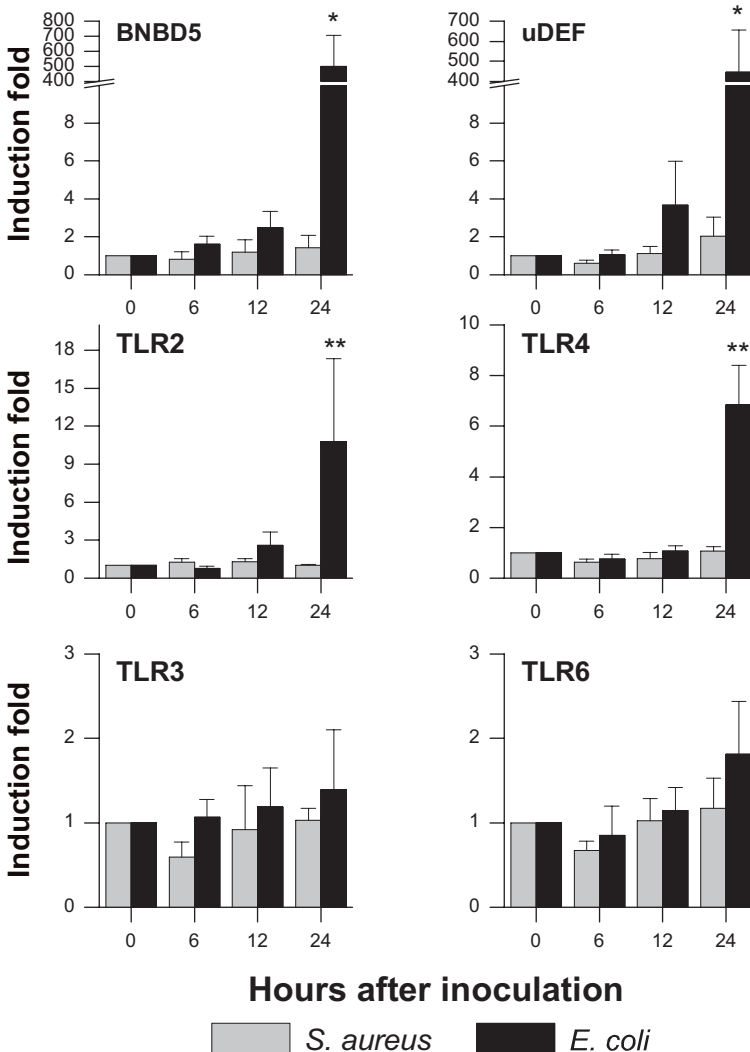 BNBD5
Induction fold
800
700
600
500
400
8
6
4
2
0
*
0 6 12 24
uDEF
700
600
500
400
8
6
4
2
0
*
0 6 12 24
TLR2
Induction fold
18
15
12
9
6
3
0
**
0 6 12 24
TLR4
10
8
6
4
2
0
**
0 6 12 24
TLR3
Induction fold
3
2
1
0
0 6 12 24
TLR6
3
2
1
0
0 6 12 24
Hours after inoculation
S. aureus E. coli